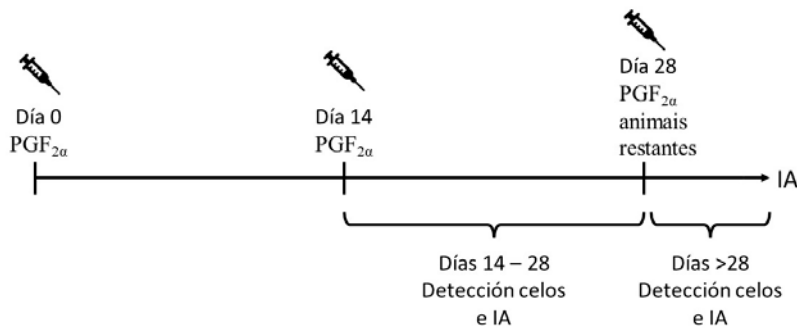 Día 0
PGF2α
Día 14
PGF2α
Día 28
PGF2α
animais
restantes
IA
Días 14 – 28
Detección celos
e IA
Días >28
Detección celos
e IA